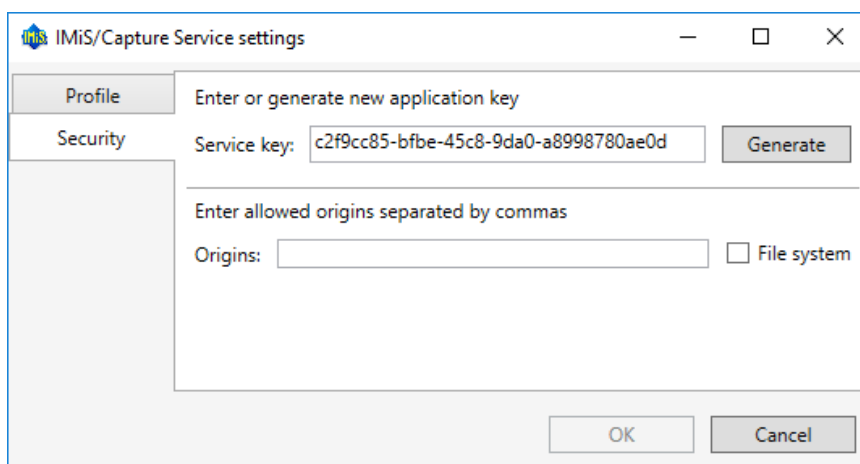 IMiS IMiS/Capture Service settings
Profile
Security
Enter or generate new application key
Service key: c2f9cc85-bfbe-45c8-9da0-a8998780ae0d Generate
Enter allowed origins separated by commas
Origins: File system
OK Cancel